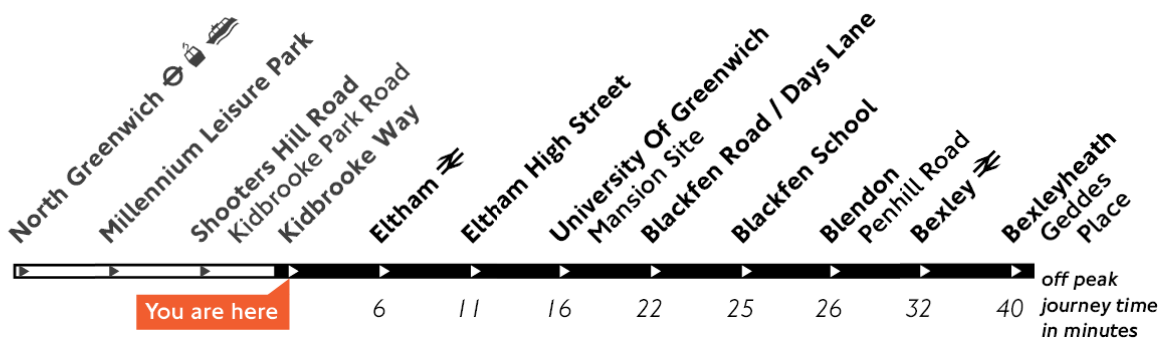 North Greenwich
Millennium Leisure Park
Shooters Hill Road
Kidbrooke Park Road
Kidbrooke Way
Eltham
Eltham High Street
University Of Greenwich
Mansion Site
Blackfen Road / Days Lane
Blackfen School
Blendon
Penhill Road
Bexley
Bexleyheath
Geddes
Place
You are here
6 11 16 22 25 26 32 40
off peak
journey time
in minutes